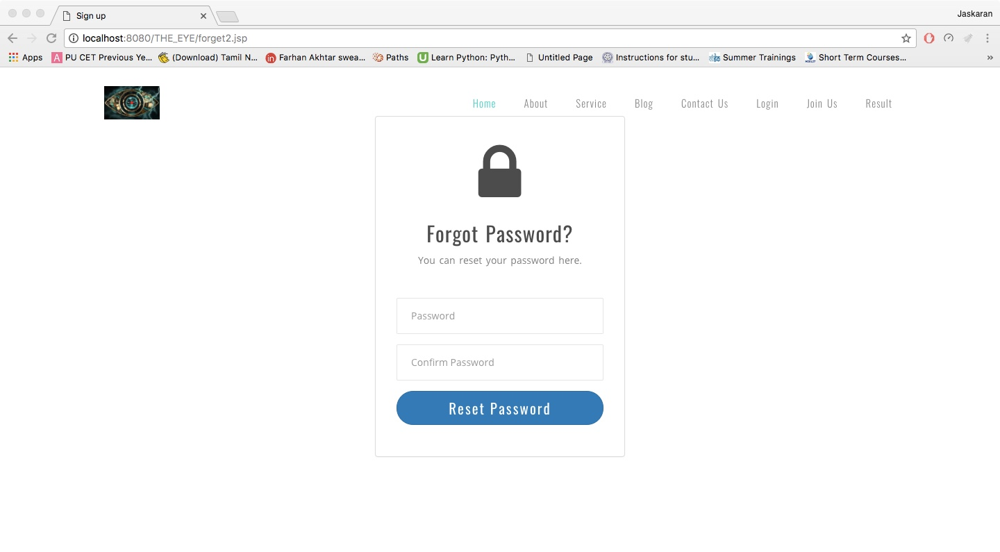 Sign up
Jaskaran
localhost:8080/THE_EYE/forget2.jsp
Apps A PU CET Previous Ye... (Download) Tamil N... in Farhan Akhtar swea... Paths U Learn Python: Pyth... Untitled Page Instructions for stu... Summer Trainings Short Term Courses... »
Home About Service Blog Contact Us Login Join Us Result
Forgot Password?
You can reset your password here.
Password
Confirm Password
Reset Password